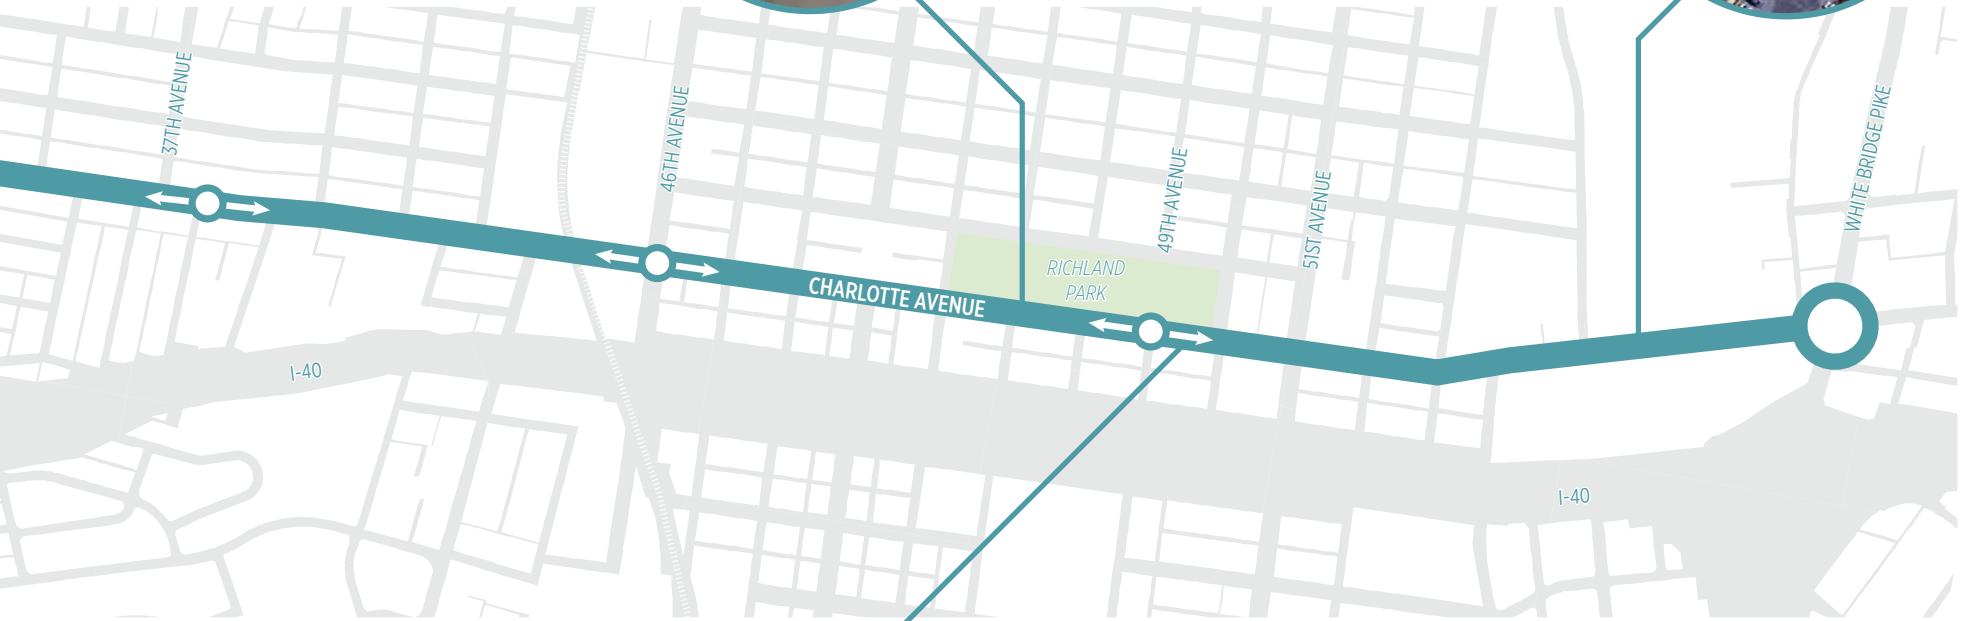 37TH AVENUE
46TH AVENUE
49TH AVENUE
51ST AVENUE
WHITE BRIDGE PIKE
RICHLAND
PARK
CHARLOTTE AVENUE
I-40
I-40